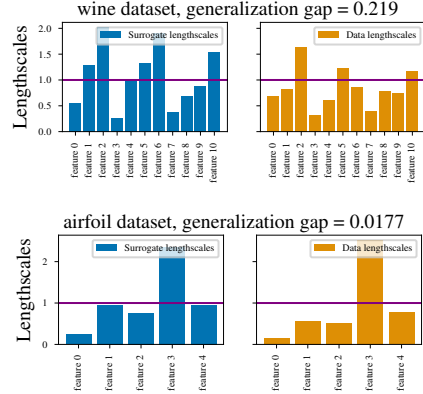 wine dataset, generalization gap = 0.219
Lengthscales
2.0
1.5
1.0
0.5
0.0
Surrogate lengthscales
Data lengthscales
feature 0
feature 1
feature 2
feature 3
feature 4
feature 5
feature 6
feature 7
feature 8
feature 9
feature 10
feature 0
feature 1
feature 2
feature 3
feature 4
feature 5
feature 6
feature 7
feature 8
feature 9
feature 10
airfoil dataset, generalization gap = 0.0177
Lengthscales
2
1
0
Surrogate lengthscales
Data lengthscales
feature 0
feature 1
feature 2
feature 3
feature 4
feature 0
feature 1
feature 2
feature 3
feature 4